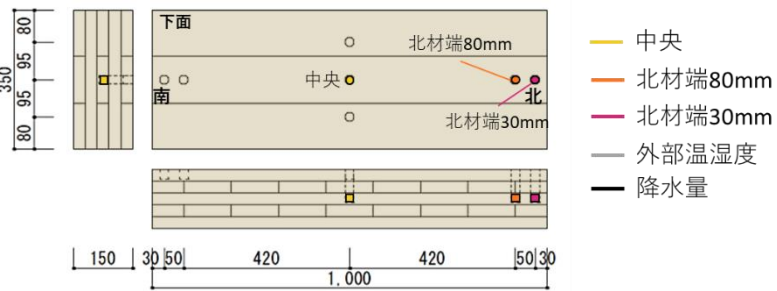 下面
北材端80mm
中央
南
北
北材端30mm
80
95
350
95
80
150
30
50
420
420
50
30
1,000
中央
北材端80mm
北材端30mm
外部温湿度
降水量